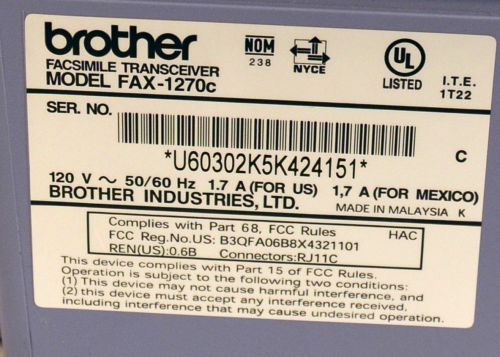 brother
FACSIMILE TRANSCEIVER
MODEL FAX-1270c
NOM
238
NYCE
UL
LISTED
I.T.E.
1T22
SER. NO.
*U60302K5K424151*
C
120 V ~ 50/60 Hz 1.7 A (FOR US) 1,7 A (FOR MEXICO)
BROTHER INDUSTRIES, LTD.
MADE IN MALAYSIA K
Complies with Part 68, FCC Rules HAC
FCC Reg.No.US: B3QFA06B8X4321101
REN(US):0.6B Connectors:RJ11C
This device complies with Part 15 of FCC Rules.
Operation is subject to the following two conditions:
(1) This device may not cause harmful interference, and
(2) this device must accept any interference received,
including interference that may cause undesired operation.